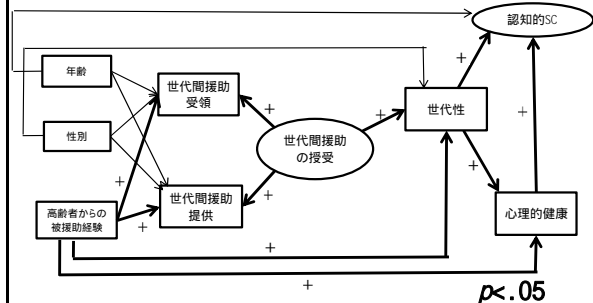 認知的SC
+
年齢
世代間援助
受領
+
+
世代性
+
性別
世代間援助
の授受
+
+
高齢者からの
被援助経験
+
世代間援助
提供
+
+
心理的健康
+
+
p<.05